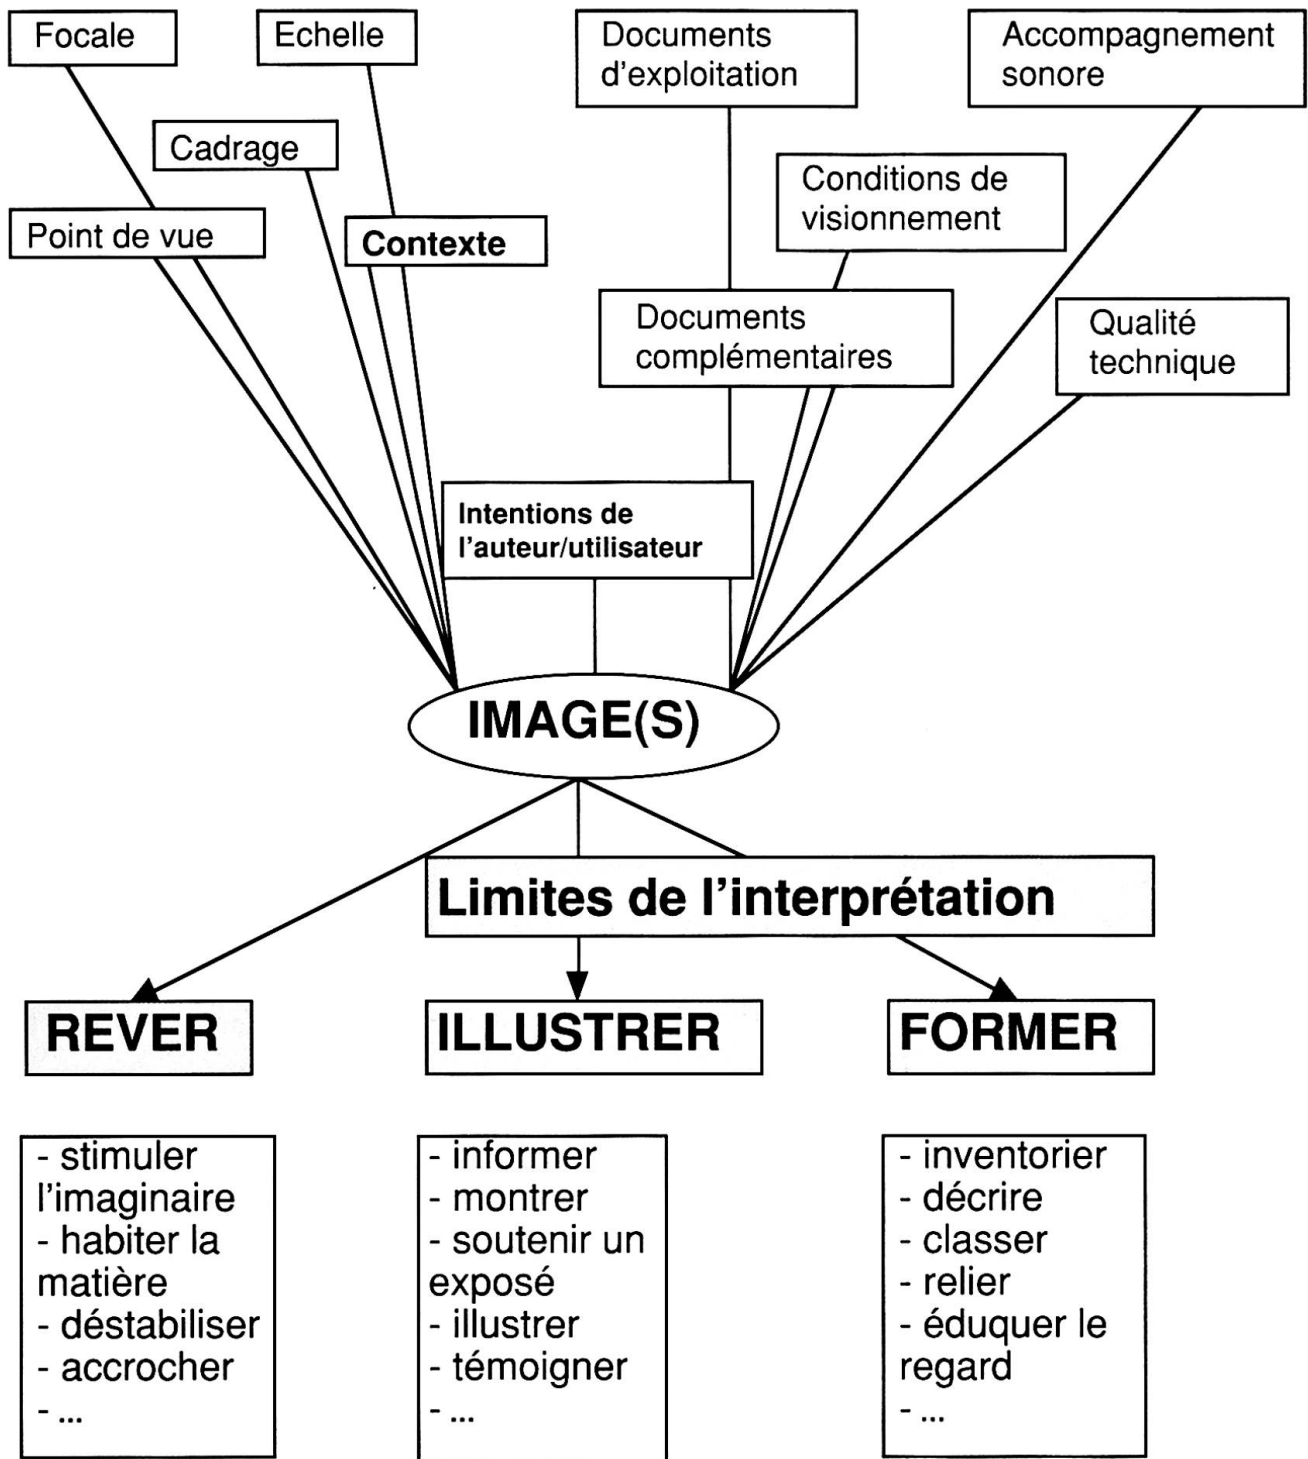 Focale
Echelle
Documents
d'exploitation
Accompagnement
sonore
Cadrage
Conditions de
visionnement
Point de vue
Contexte
Documents
complémentaires
Qualité
technique
Intentions de
l'auteur/utilisateur
IMAGE(S)
Limites de l'interprétation
REVER
ILLUSTRER
FORMER
- stimuler
l'imaginaire
- habiter la
matière
- déstabiliser
- accrocher
- ...
- informer
- montrer
- soutenir un
exposé
- illustrer
- témoigner
- ...
- inventorier
- décrire
- classer
- relier
- éduquer le
regard
- ...